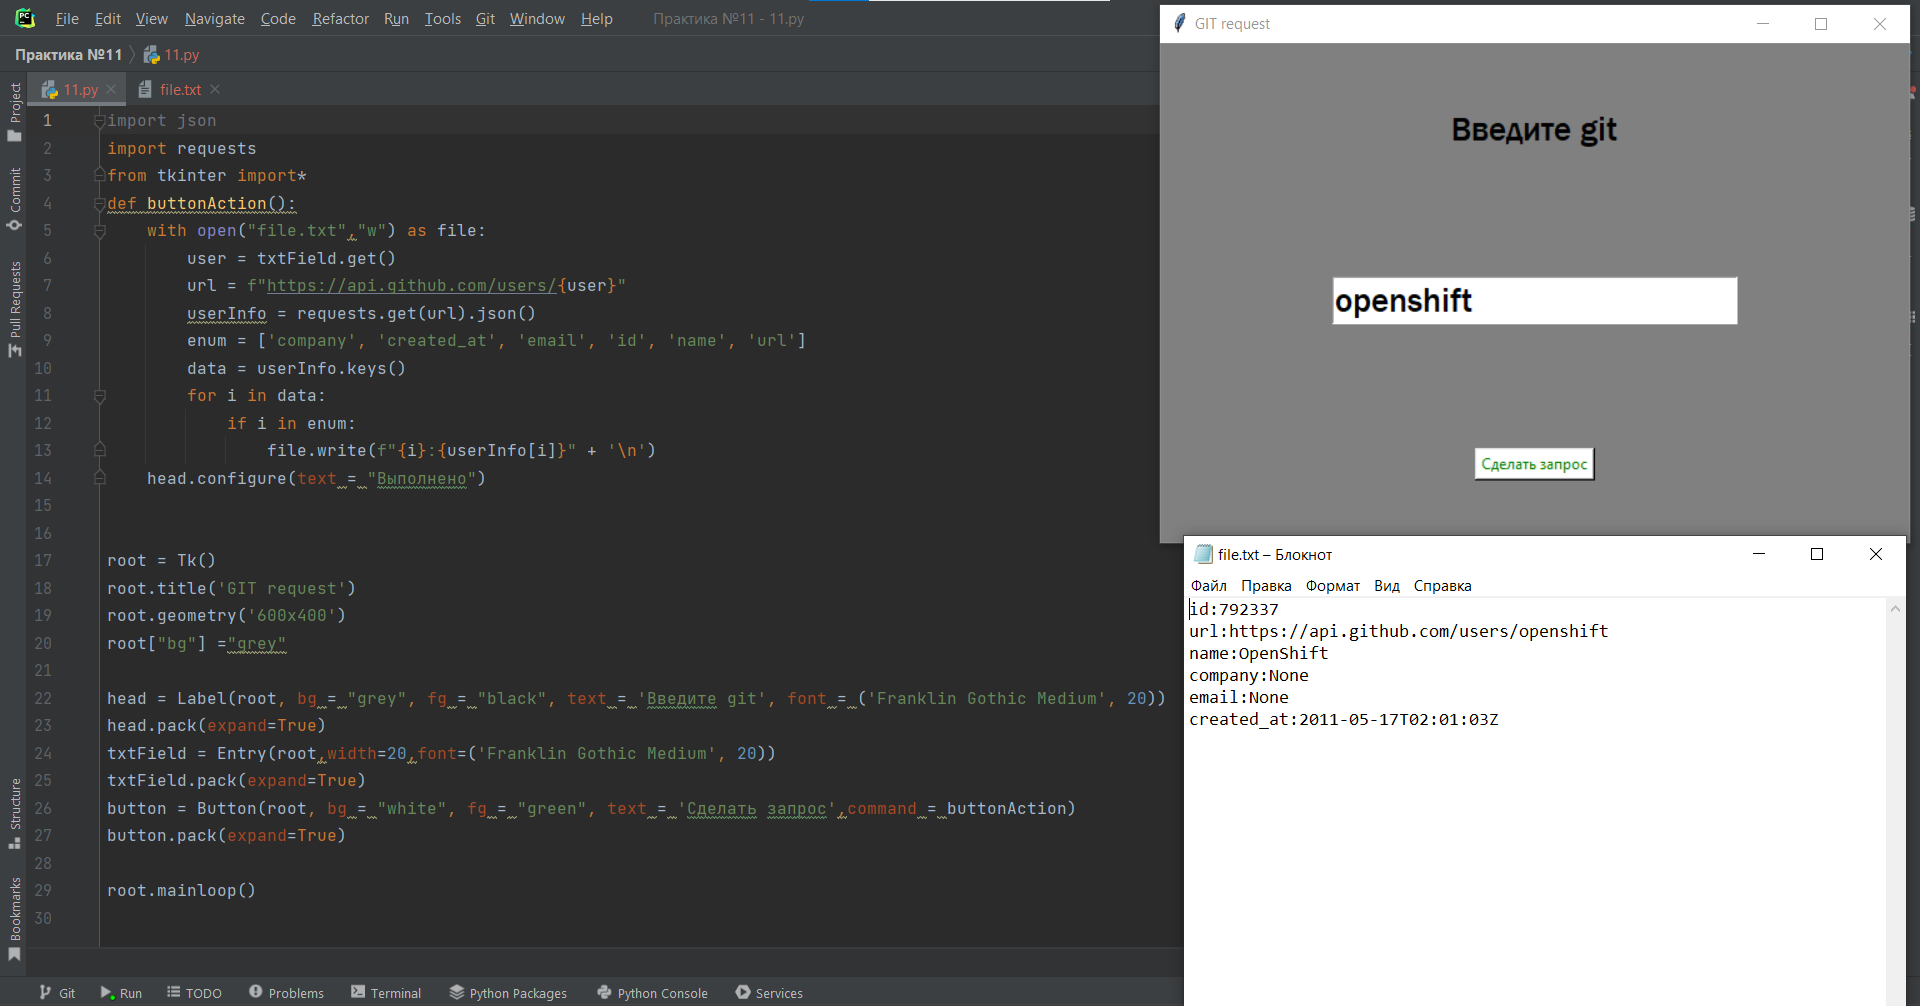 File Edit View Navigate Code Refactor Run Tools Git Window Help Практика №11 - 11.py
Практика №11 11.py
11.py file.txt
Project
Commit
Pull Requests
Structure
Bookmarks
1 import json
2 import requests
3 from tkinter import*
4 def buttonAction():
5 with open("file.txt","w") as file:
6 user = txtField.get()
7 url = f"https://api.github.com/users/{user}"
8 userInfo = requests.get(url).json()
9 enum = ['company', 'created_at', 'email', 'id', 'name', 'url']
10 data = userInfo.keys()
11 for i in data:
12 if i in enum:
13 file.write(f"{i}:{userInfo[i]}" + '\n')
14 head.configure(text = "Выполнено")
15
16
17 root = Tk()
18 root.title('GIT request')
19 root.geometry('600x400')
20 root["bg"] ="grey"
21
22 head = Label(root, bg = "grey", fg = "black", text = 'Введите git', font = ('Franklin Gothic Medium', 20))
23 head.pack(expand=True)
24 txtField = Entry(root,width=20,font=('Franklin Gothic Medium', 20))
25 txtField.pack(expand=True)
26 button = Button(root, bg = "white", fg = "green", text = 'Сделать запрос',command = buttonAction)
27 button.pack(expand=True)
28
29 root.mainloop()
30
Git Run TODO Problems Terminal Python Packages Python Console Services
GIT request
Введите git
openshift
Сделать запрос
file.txt – Блокнот
Файл Правка Формат Вид Справка
id:792337
url:https://api.github.com/users/openshift
name:OpenShift
company:None
email:None
created_at:2011-05-17T02:01:03Z